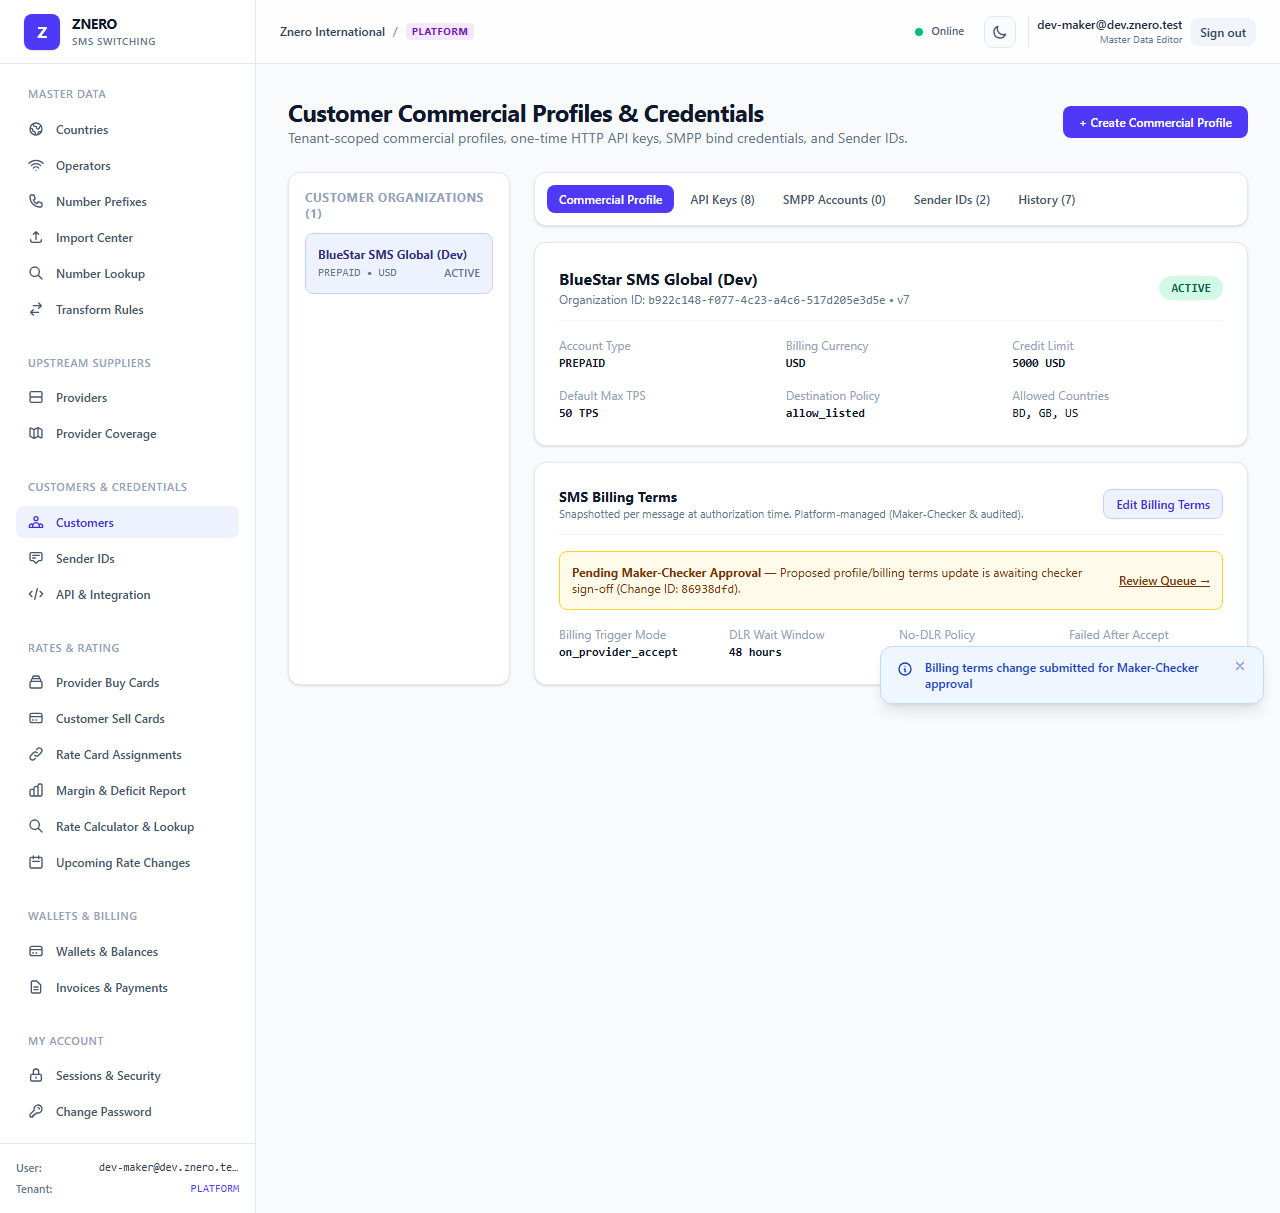 Z
ZNERO
SMS SWITCHING
Znero International / PLATFORM
Online
dev-maker@dev.znero.test
Master Data Editor
Sign out
MASTER DATA
Countries
Operators
Number Prefixes
Import Center
Number Lookup
Transform Rules
UPSTREAM SUPPLIERS
Providers
Provider Coverage
CUSTOMERS & CREDENTIALS
Customers
Sender IDs
API & Integration
RATES & RATING
Provider Buy Cards
Customer Sell Cards
Rate Card Assignments
Margin & Deficit Report
Rate Calculator & Lookup
Upcoming Rate Changes
WALLETS & BILLING
Wallets & Balances
Invoices & Payments
MY ACCOUNT
Sessions & Security
Change Password
User: dev-maker@dev.znero.te…
Tenant: PLATFORM
Customer Commercial Profiles & Credentials
Tenant-scoped commercial profiles, one-time HTTP API keys, SMPP bind credentials, and Sender IDs.
+ Create Commercial Profile
CUSTOMER ORGANIZATIONS
(1)
BlueStar SMS Global (Dev)
PREPAID • USD ACTIVE
Commercial Profile API Keys (8) SMPP Accounts (0) Sender IDs (2) History (7)
BlueStar SMS Global (Dev)
Organization ID: b922c148-f077-4c23-a4c6-517d205e3d5e • v7
ACTIVE
Account Type Billing Currency Credit Limit
PREPAID USD 5000 USD
Default Max TPS Destination Policy Allowed Countries
50 TPS allow_listed BD, GB, US
SMS Billing Terms
Snapshotted per message at authorization time. Platform-managed (Maker-Checker & audited).
Edit Billing Terms
Pending Maker-Checker Approval — Proposed profile/billing terms update is awaiting checker
sign-off (Change ID: 86938dfd).
Review Queue →
Billing Trigger Mode DLR Wait Window No-DLR Policy Failed After Accept
on_provider_accept 48 hours
Billing terms change submitted for Maker-Checker
approval